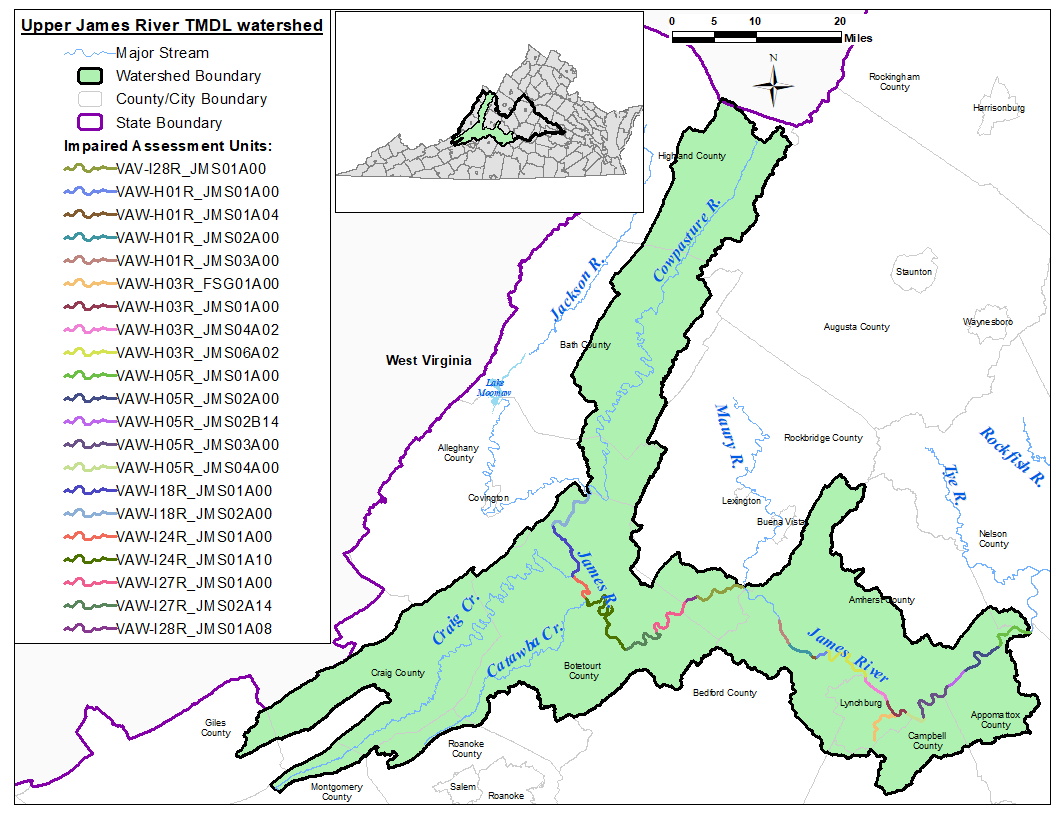 Upper James River TMDL watershed
Major Stream
Watershed Boundary
County/City Boundary
State Boundary
Impaired Assessment Units:
VAV-I28R_JMS01A00
VAW-H01R_JMS01A00
VAW-H01R_JMS01A04
VAW-H01R_JMS02A00
VAW-H01R_JMS03A00
VAW-H03R_FSG01A00
VAW-H03R_JMS01A00
VAW-H03R_JMS04A02
VAW-H03R_JMS06A02
VAW-H05R_JMS01A00
VAW-H05R_JMS02A00
VAW-H05R_JMS02B14
VAW-H05R_JMS03A00
VAW-H05R_JMS04A00
VAW-I18R_JMS01A00
VAW-I18R_JMS02A00
VAW-I24R_JMS01A00
VAW-I24R_JMS01A10
VAW-I27R_JMS01A00
VAW-I27R_JMS02A14
VAW-I28R_JMS01A08
0 5 10 20
Miles
N
Rockingham
County
Harrisonburg
Highland County
Cowpasture R.
Jackson R.
Staunton
Waynesboro
Augusta County
Bath County
West Virginia
Lake
Moomaw
Maury R.
Rockbridge County
Rockfish R.
Tye R.
Alleghany
County
Covington
Lexington
Buena Vista
Nelson
County
James R.
Amherst County
Craig Cr.
Catawba Cr.
James River
Craig County
Botetourt
County
Bedford County
Lynchburg
Appomattox
County
Campbell
County
Giles
County
Roanoke
County
Montgomery
County
Salem
Roanoke